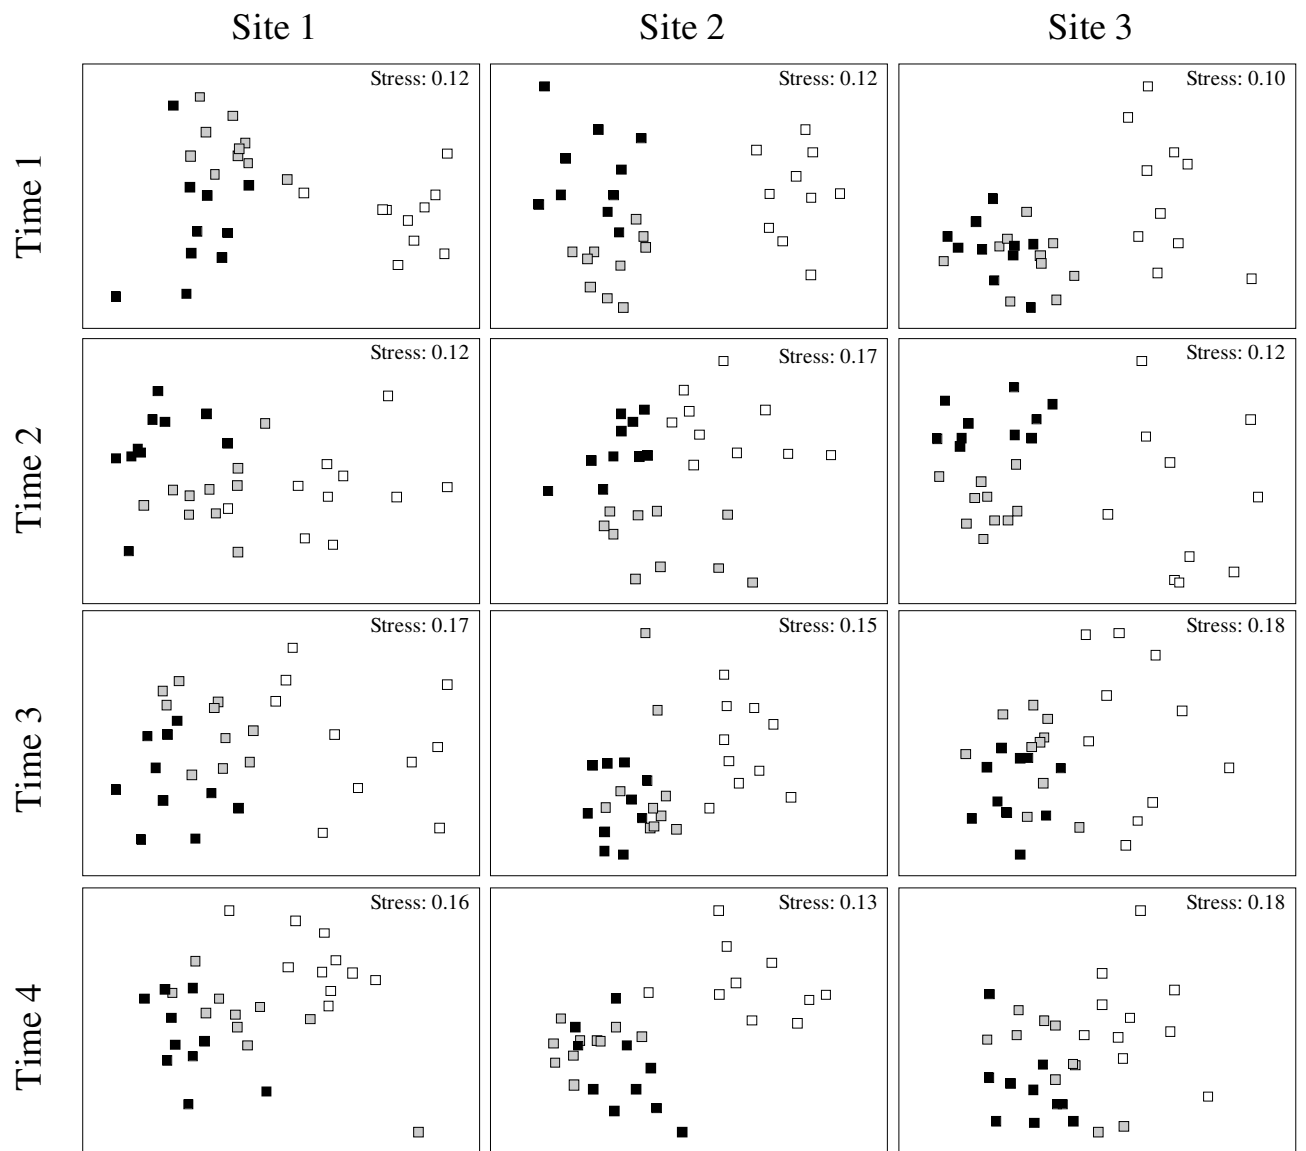 Site 1
Site 2
Site 3
Time 1
Stress: 0.12
Stress: 0.12
Stress: 0.10
Time 2
Stress: 0.12
Stress: 0.17
Stress: 0.12
Time 3
Stress: 0.17
Stress: 0.15
Stress: 0.18
Time 4
Stress: 0.16
Stress: 0.13
Stress: 0.18